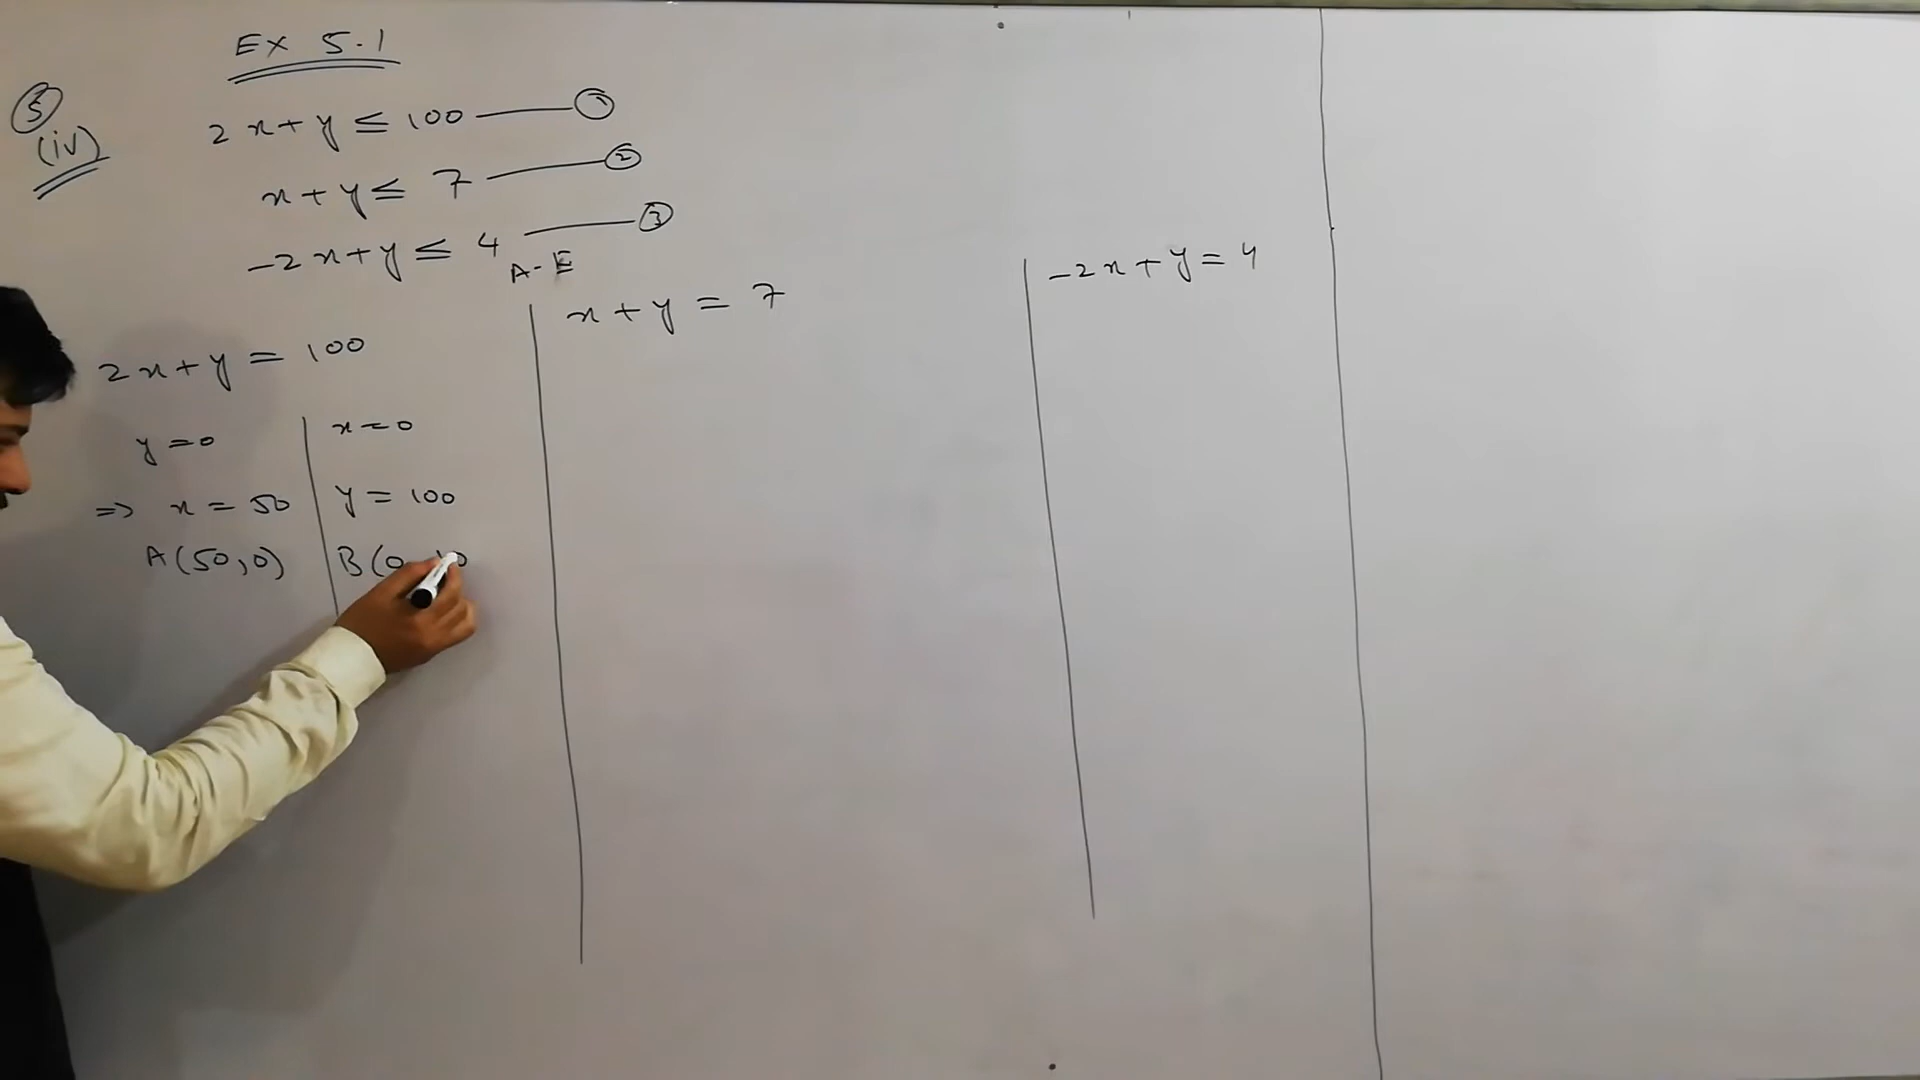 Ex 5.1
5
(iv)
2x+y ≤ 100 — 1
x+y ≤ 7 — 2
-2x+y ≤ 4 — 3
A-E
2x+y = 100
y=0
⇒ x = 50
A(50,0)
x=0
y = 100
B(0
x+y = 7
-2x+y = 4